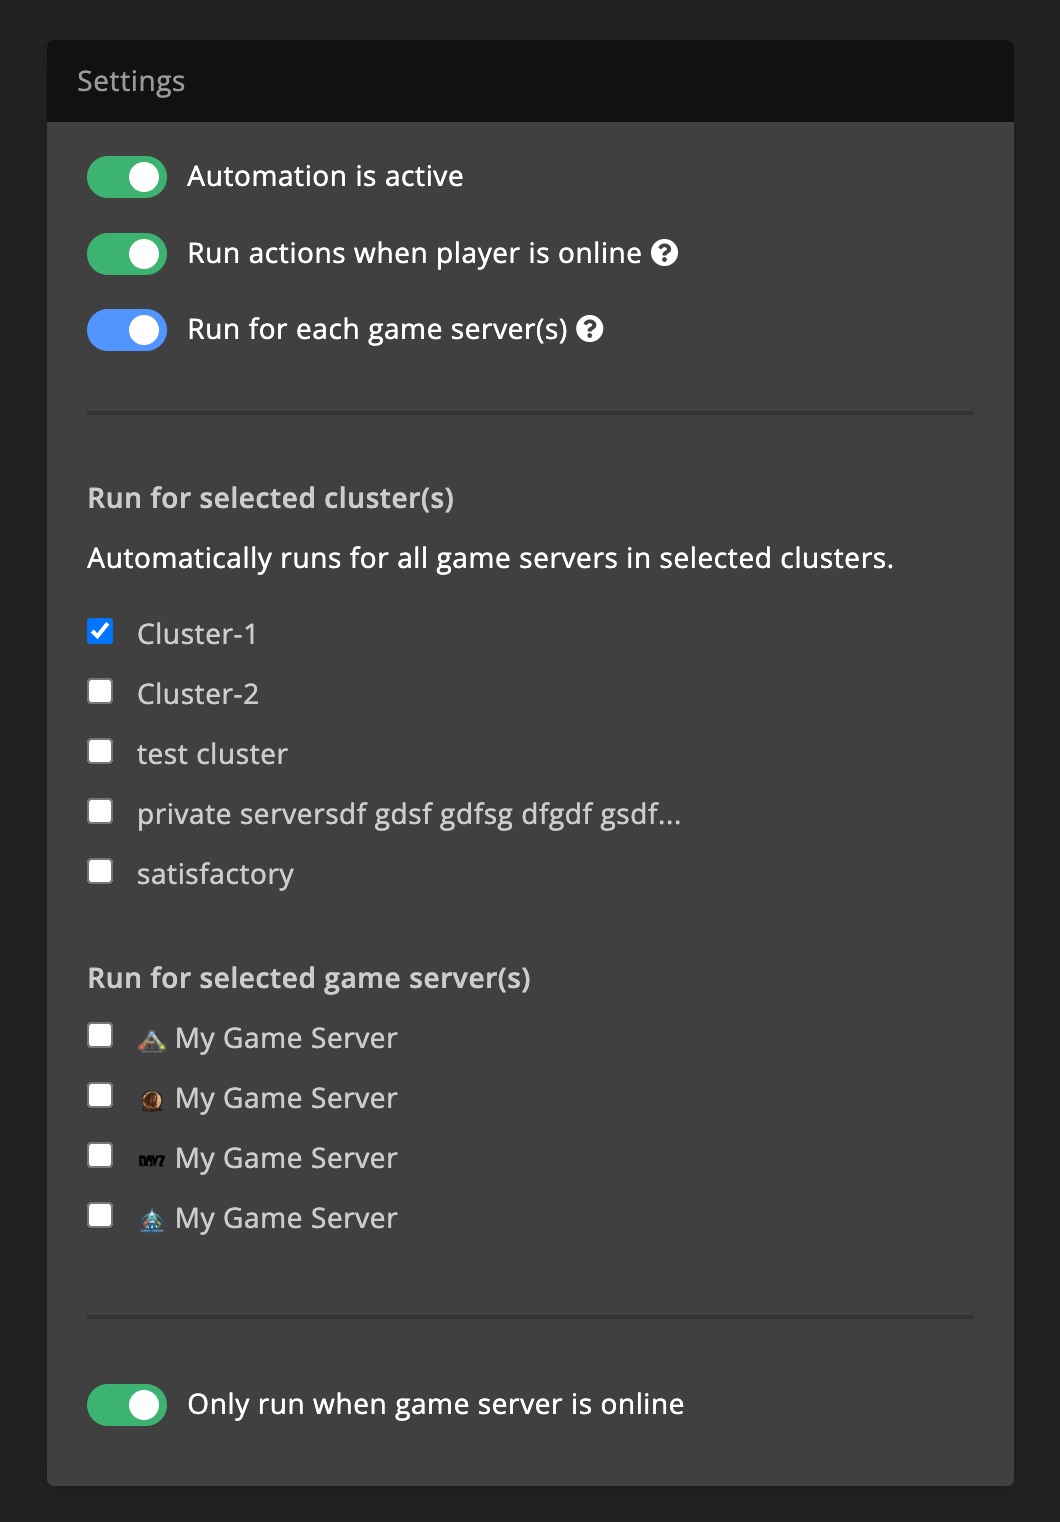 Settings
Automation is active
Run actions when player is online ?
Run for each game server(s) ?
Run for selected cluster(s)
Automatically runs for all game servers in selected clusters.
Cluster-1
Cluster-2
test cluster
private serversdf gdsf gdfsg dfgdf gsdf...
satisfactory
Run for selected game server(s)
My Game Server
My Game Server
DAYZ My Game Server
My Game Server
Only run when game server is online